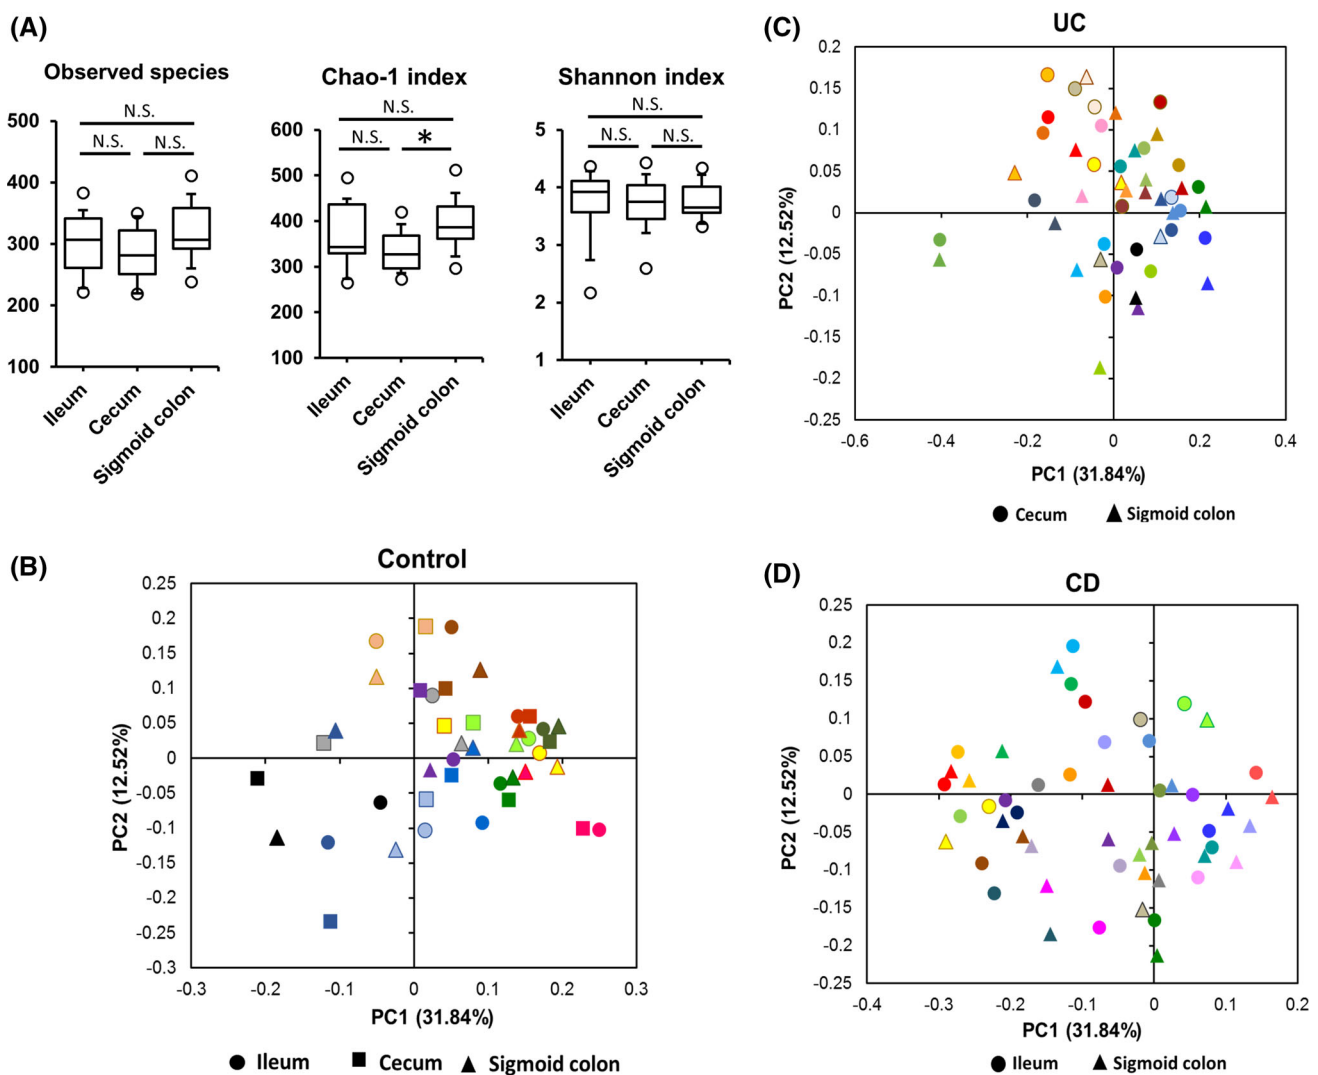 (A)
Observed species
N.S.
N.S.
N.S.
500
400
300
200
100
Ileum
Cecum
Sigmoid colon
Chao-1 index
N.S.
N.S.
*
600
500
400
300
200
100
Ileum
Cecum
Sigmoid colon
Shannon index
N.S.
N.S.
N.S.
5
4
3
2
1
Ileum
Cecum
Sigmoid colon
(B)
Control
PC2 (12.52%)
0.25
0.2
0.15
0.1
0.05
0
-0.05
-0.1
-0.15
-0.2
-0.25
-0.3
-0.3
-0.2
-0.1
0
0.1
0.2
0.3
PC1 (31.84%)
Ileum
Cecum
Sigmoid colon
(C)
UC
PC2 (12.52%)
0.2
0.15
0.1
0.05
0
-0.05
-0.1
-0.15
-0.2
-0.25
-0.6
-0.4
-0.2
0
0.2
0.4
PC1 (31.84%)
Cecum
Sigmoid colon
(D)
CD
PC2 (12.52%)
0.25
0.2
0.15
0.1
0.05
0
-0.05
-0.1
-0.15
-0.2
-0.25
-0.4
-0.3
-0.2
-0.1
0
0.1
0.2
PC1 (31.84%)
Ileum
Sigmoid colon